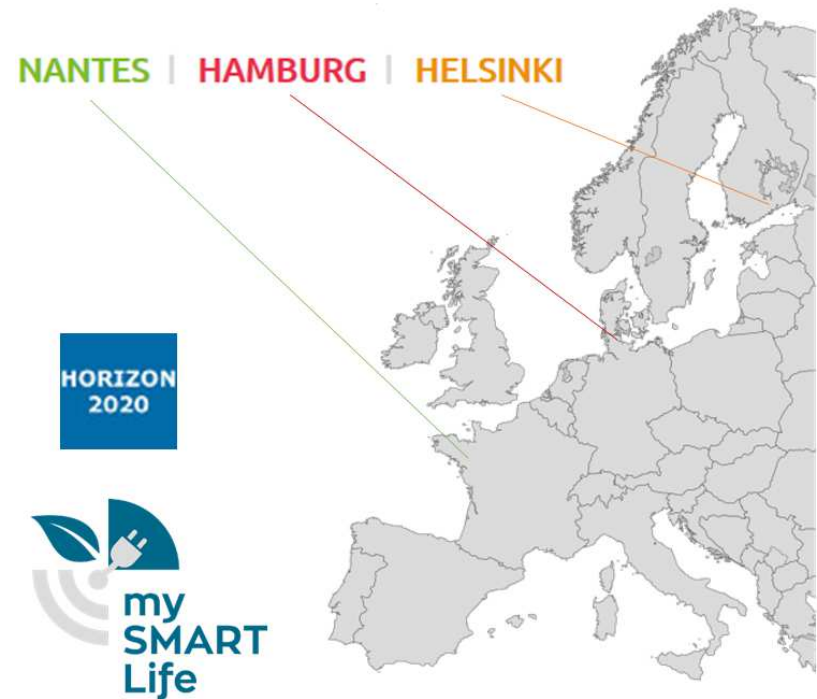 NANTES | HAMBURG | HELSINKI
HORIZON
2020
my
SMART
Life